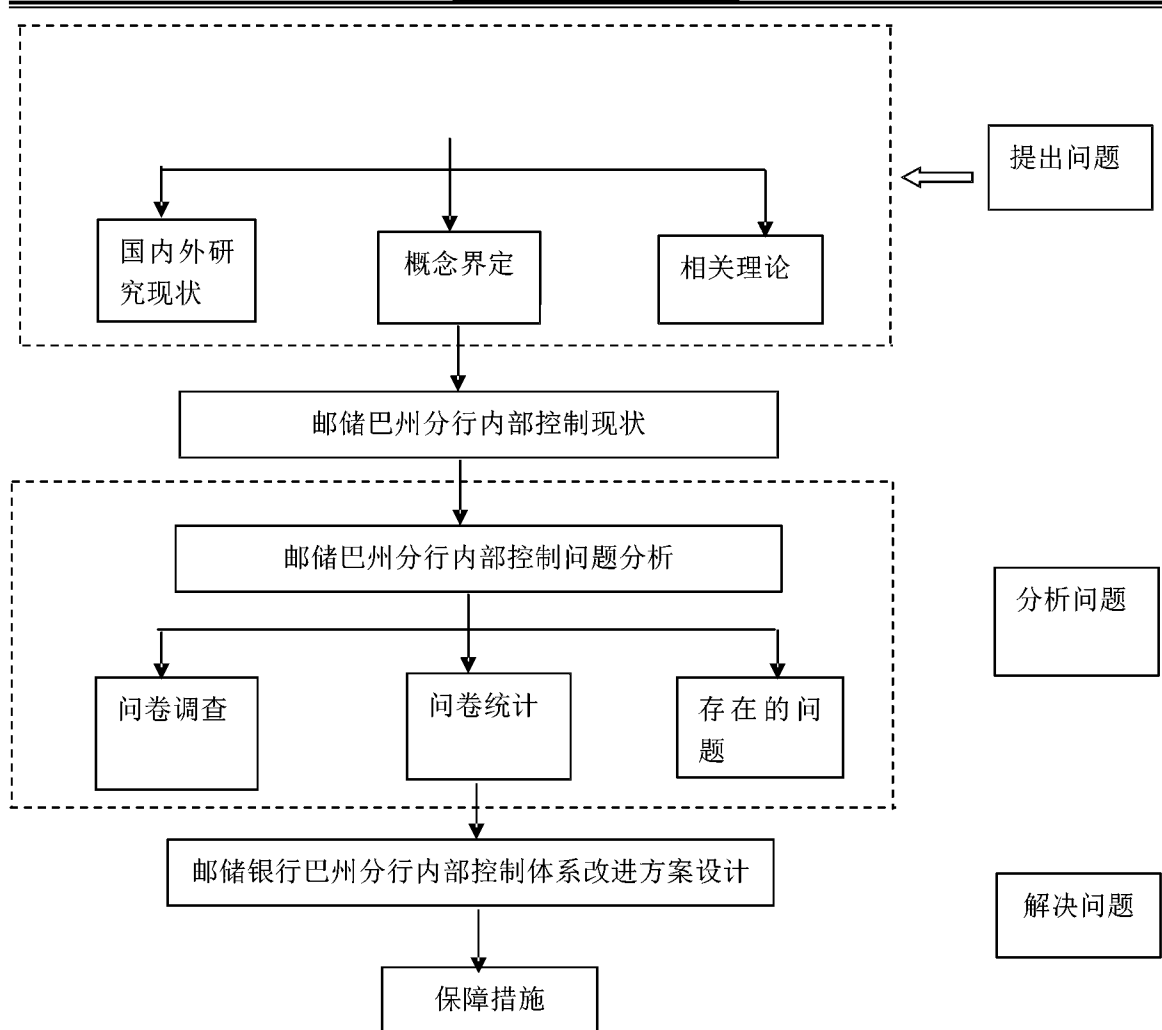 提出问题
国内外研
究现状
概念界定
相关理论
邮储巴州分行内部控制现状
邮储巴州分行内部控制问题分析
分析问题
问卷调查
问卷统计
存在的问
题
邮储银行巴州分行内部控制体系改进方案设计
解决问题
保障措施